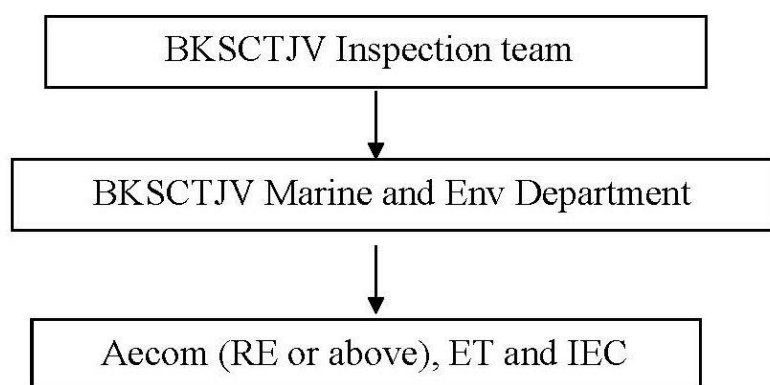 BKSCTJV Inspection team
BKSCTJV Marine and Env Department
Aecom (RE or above), ET and IEC